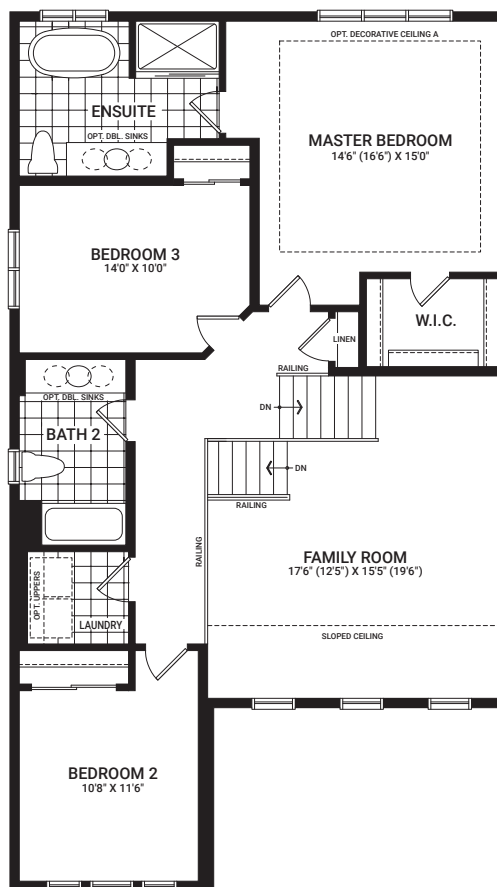 OPT. DECORATIVE CEILING A
ENSUITE
OPT. DBL. SINKS
MASTER BEDROOM
14'6" (16'6") X 15'0"
BEDROOM 3
14'0" X 10'0"
W.I.C.
LINEN
RAILING
DN
OPT. DBL. SINKS
BATH 2
DN
RAILING
RAILING
FAMILY ROOM
17'6" (12'5") X 15'5" (19'6")
OPT. UPPERS
LAUNDRY
SLOPED CEILING
BEDROOM 2
10'8" X 11'6"